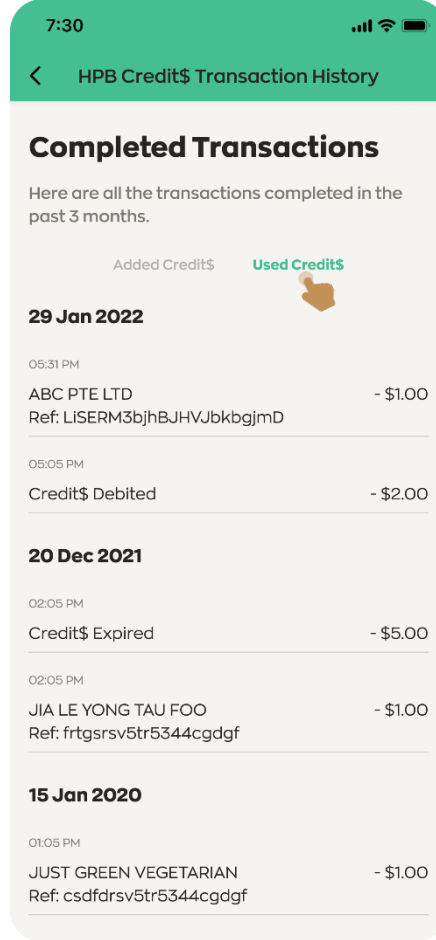 7:30
HPB Credit$ Transaction History
Completed Transactions
Here are all the transactions completed in the
past 3 months.
Added Credit$ Used Credit$
29 Jan 2022
05:31 PM
ABC PTE LTD - $1.00
Ref: LiSERM3bjhBJHVJbkbgjmD
05:05 PM
Credit$ Debited - $2.00
20 Dec 2021
02:05 PM
Credit$ Expired - $5.00
02:05 PM
JIA LE YONG TAU FOO - $1.00
Ref: frtgsrsv5tr5344cgdgf
15 Jan 2020
01:05 PM
JUST GREEN VEGETARIAN - $1.00
Ref: csdfdrsv5tr5344cgdgf